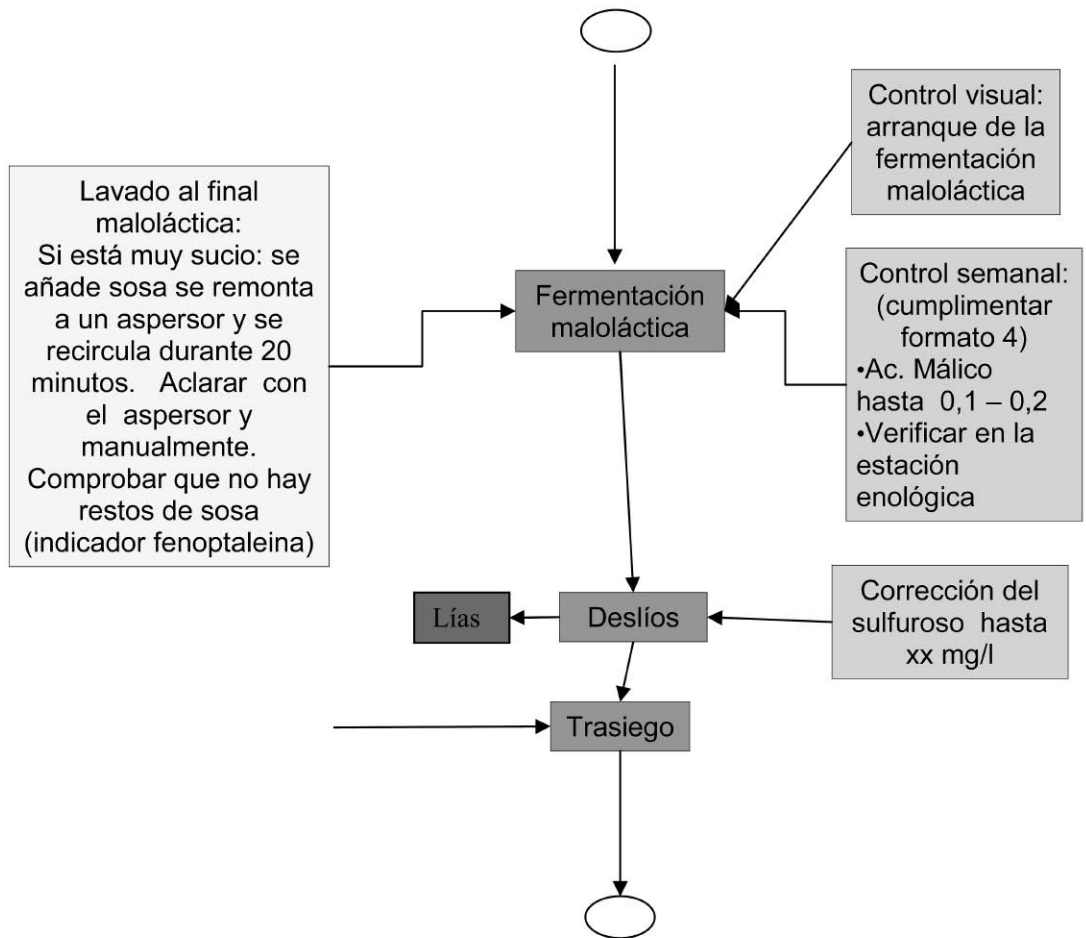 Control visual:
arranque de la
fermentación
maloláctica
Lavado al final
maloláctica:
Si está muy sucio: se
añade sosa se remonta
a un aspersor y se
recircula durante 20
minutos. Aclarar con
el aspersor y
manualmente.
Comprobar que no hay
restos de sosa
(indicador fenoptaleina)
Fermentación
maloláctica
Control semanal:
(cumplimentar
formato 4)
•Ac. Málico
hasta 0,1 – 0,2
•Verificar en la
estación
enológica
Lías
Deslíos
Corrección del
sulfuroso hasta
xx mg/l
Trasiego